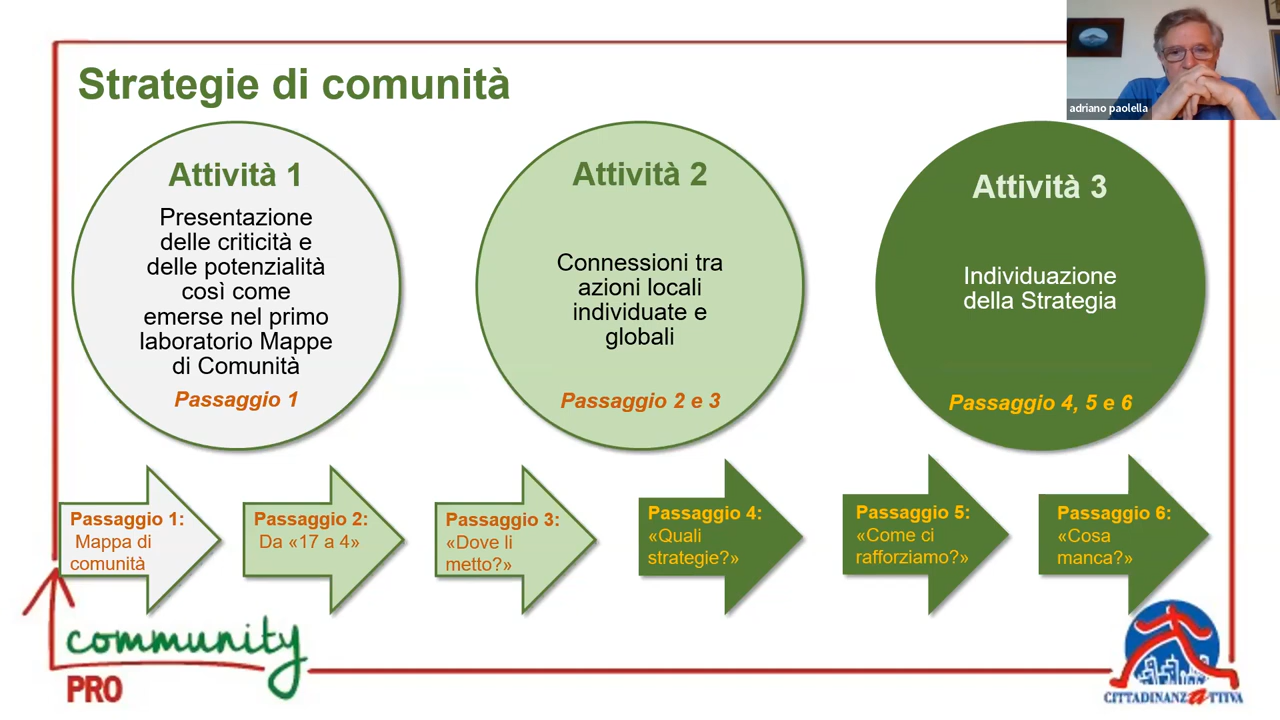 adriano paolella
Strategie di comunità
Attività 1
Presentazione
delle criticità e
delle potenzialità
così come
emerse nel primo
laboratorio Mappe
di Comunità
Passaggio 1
Attività 2
Connessioni tra
azioni locali
individuate e
globali
Passaggio 2 e 3
Attività 3
Individuazione
della Strategia
Passaggio 4, 5 e 6
Passaggio 1:
Mappa di
comunità
Passaggio 2:
Da «17 a 4»
Passaggio 3:
«Dove li
metto?»
Passaggio 4:
«Quali
strategie?»
Passaggio 5:
«Come ci
rafforziamo?»
Passaggio 6:
«Cosa
manca?»
community
PRO
CITTADINANZATTIVA